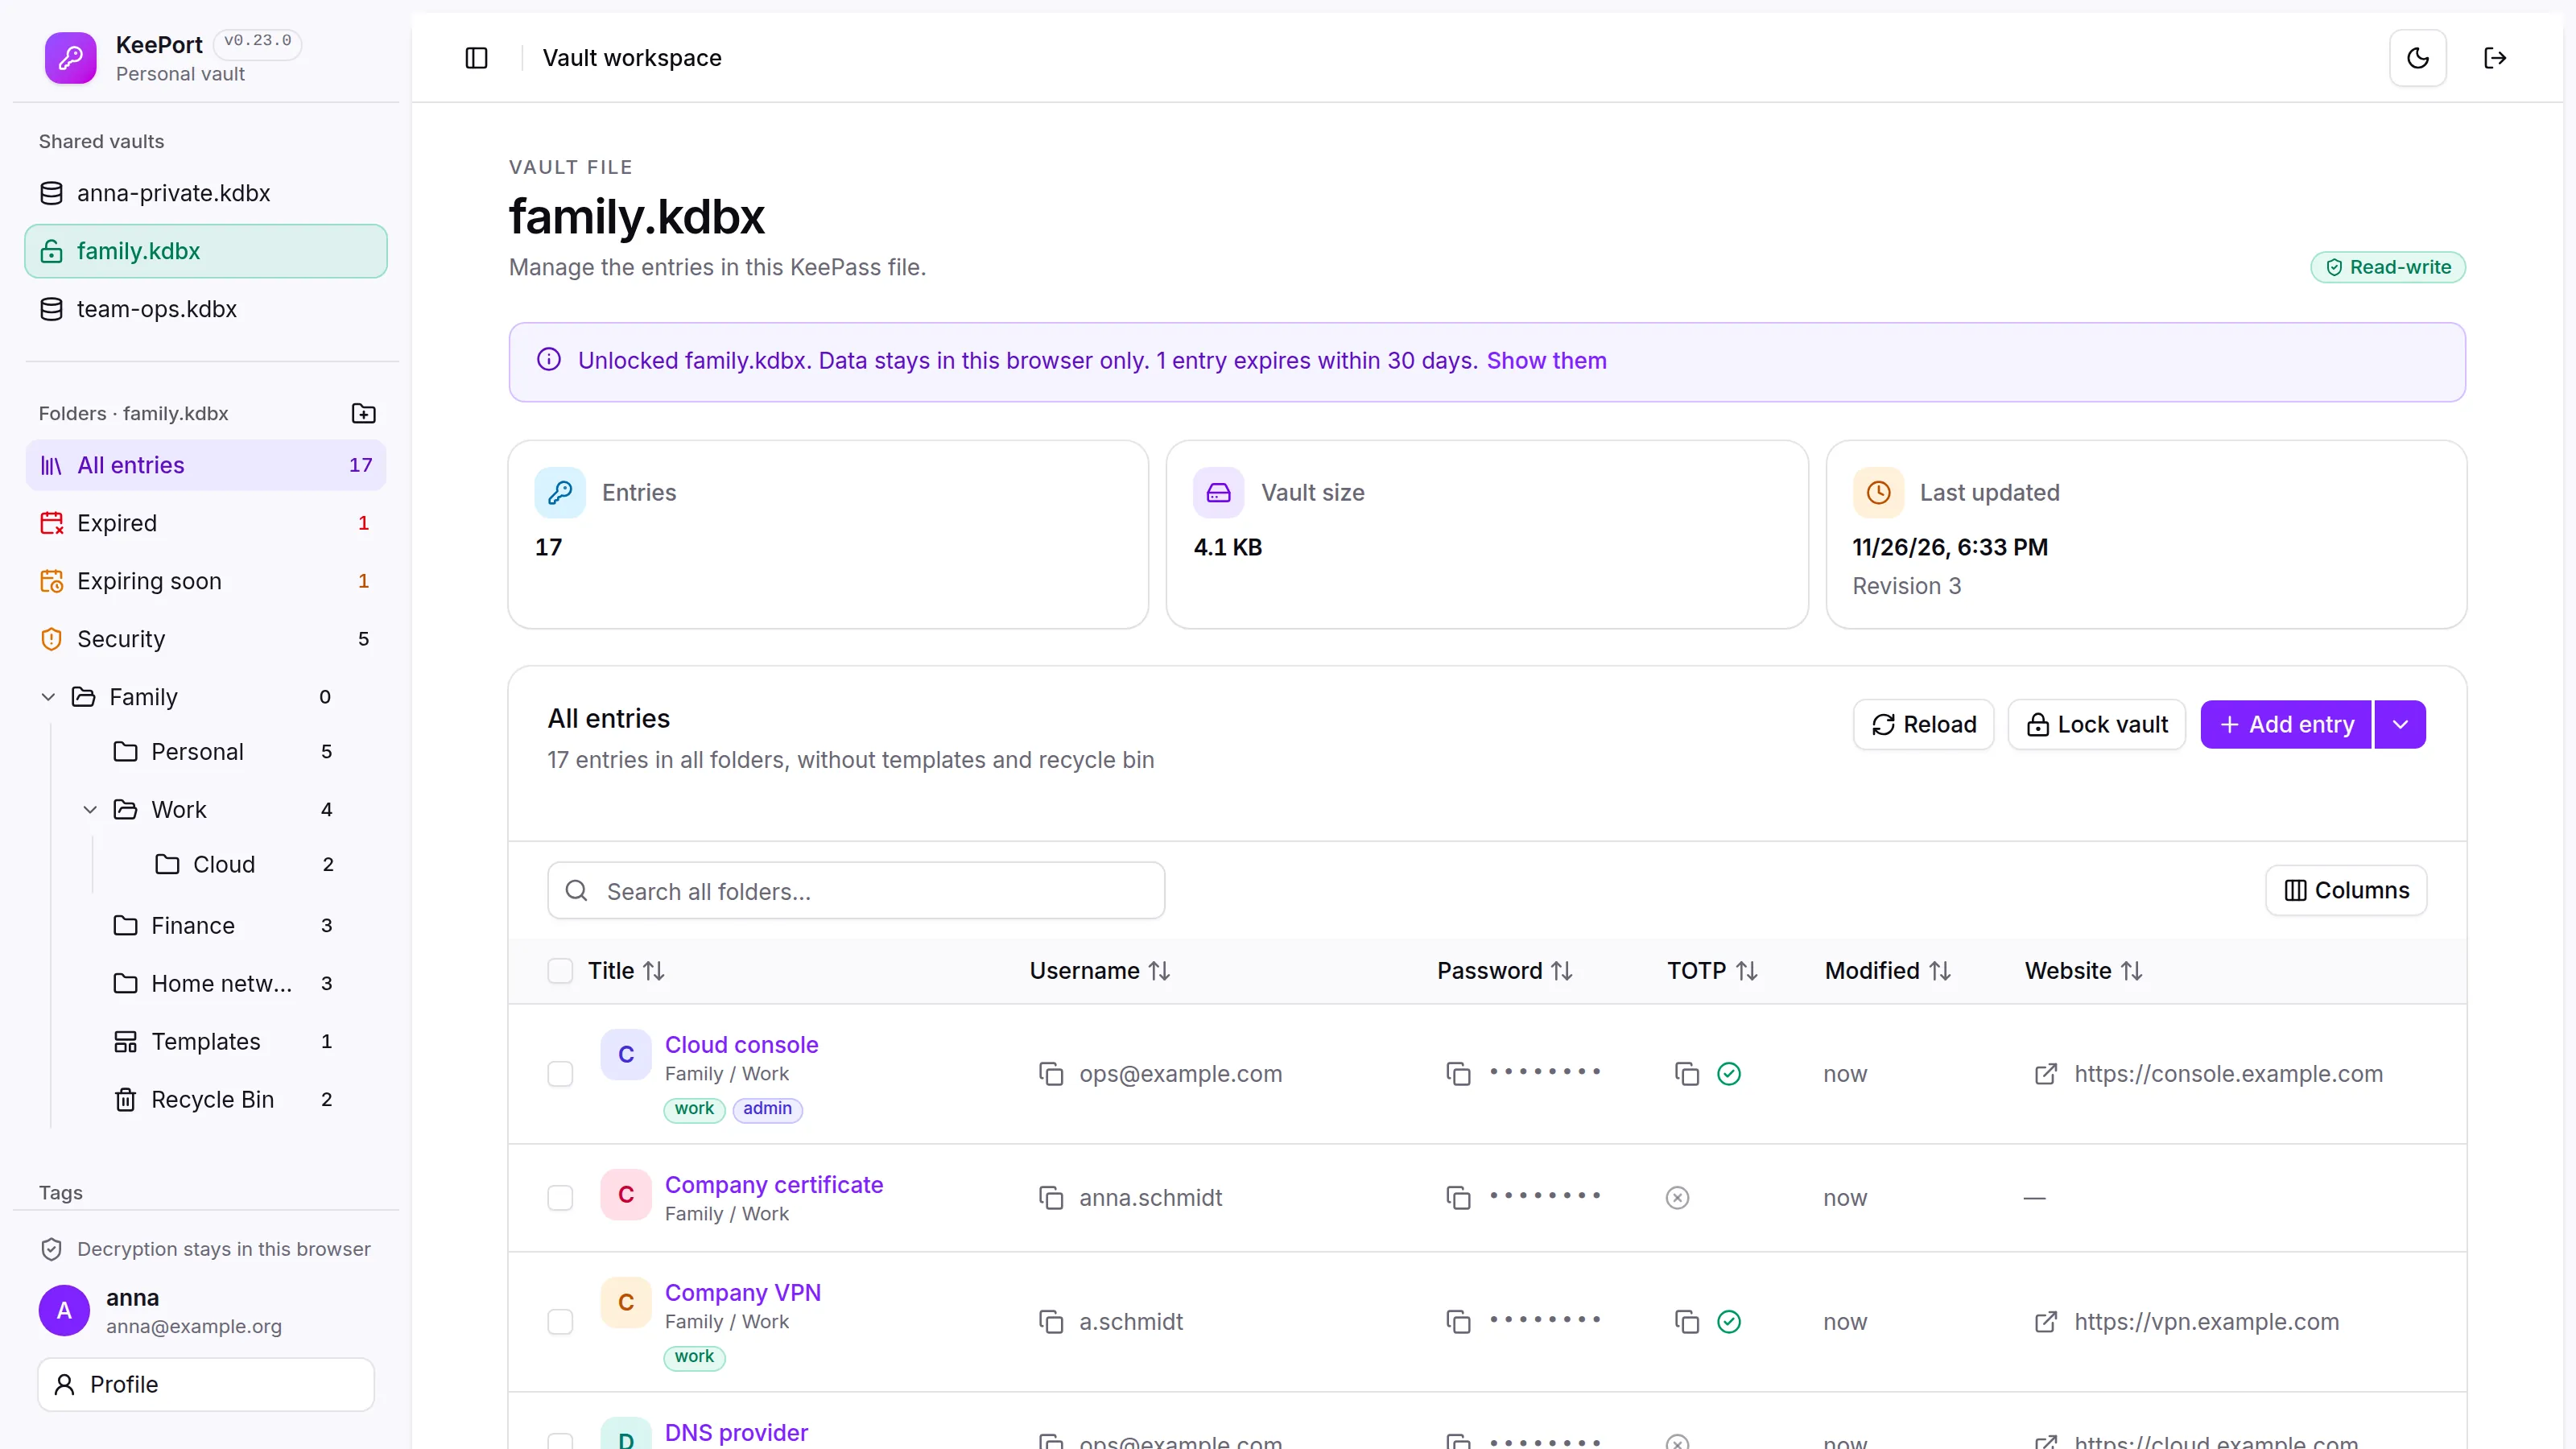 KeePort v0.23.0
Personal vault
Shared vaults
anna-private.kdbx
family.kdbx
team-ops.kdbx
Folders · family.kdbx
All entries 17
Expired 1
Expiring soon 1
Security 5
Family 0
Personal 5
Work 4
Cloud 2
Finance 3
Home netw... 3
Templates 1
Recycle Bin 2
Tags
Decryption stays in this browser
A
anna
anna@example.org
Profile
Vault workspace
VAULT FILE
family.kdbx
Manage the entries in this KeePass file.
Read-write
Unlocked family.kdbx. Data stays in this browser only. 1 entry expires within 30 days. Show them
Entries
17
Vault size
4.1 KB
Last updated
11/26/26, 6:33 PM
Revision 3
All entries
17 entries in all folders, without templates and recycle bin
Reload
Lock vault
Add entry
Search all folders...
Columns
Title Username Password TOTP Modified Website
C Cloud console
Family / Work
work admin
ops@example.com •••••••• now https://console.example.com
C Company certificate
Family / Work
anna.schmidt •••••••• now —
C Company VPN
Family / Work
work
a.schmidt •••••••• now https://vpn.example.com
D DNS provider
ops@example.com •••••••• now https://cloud.example.com